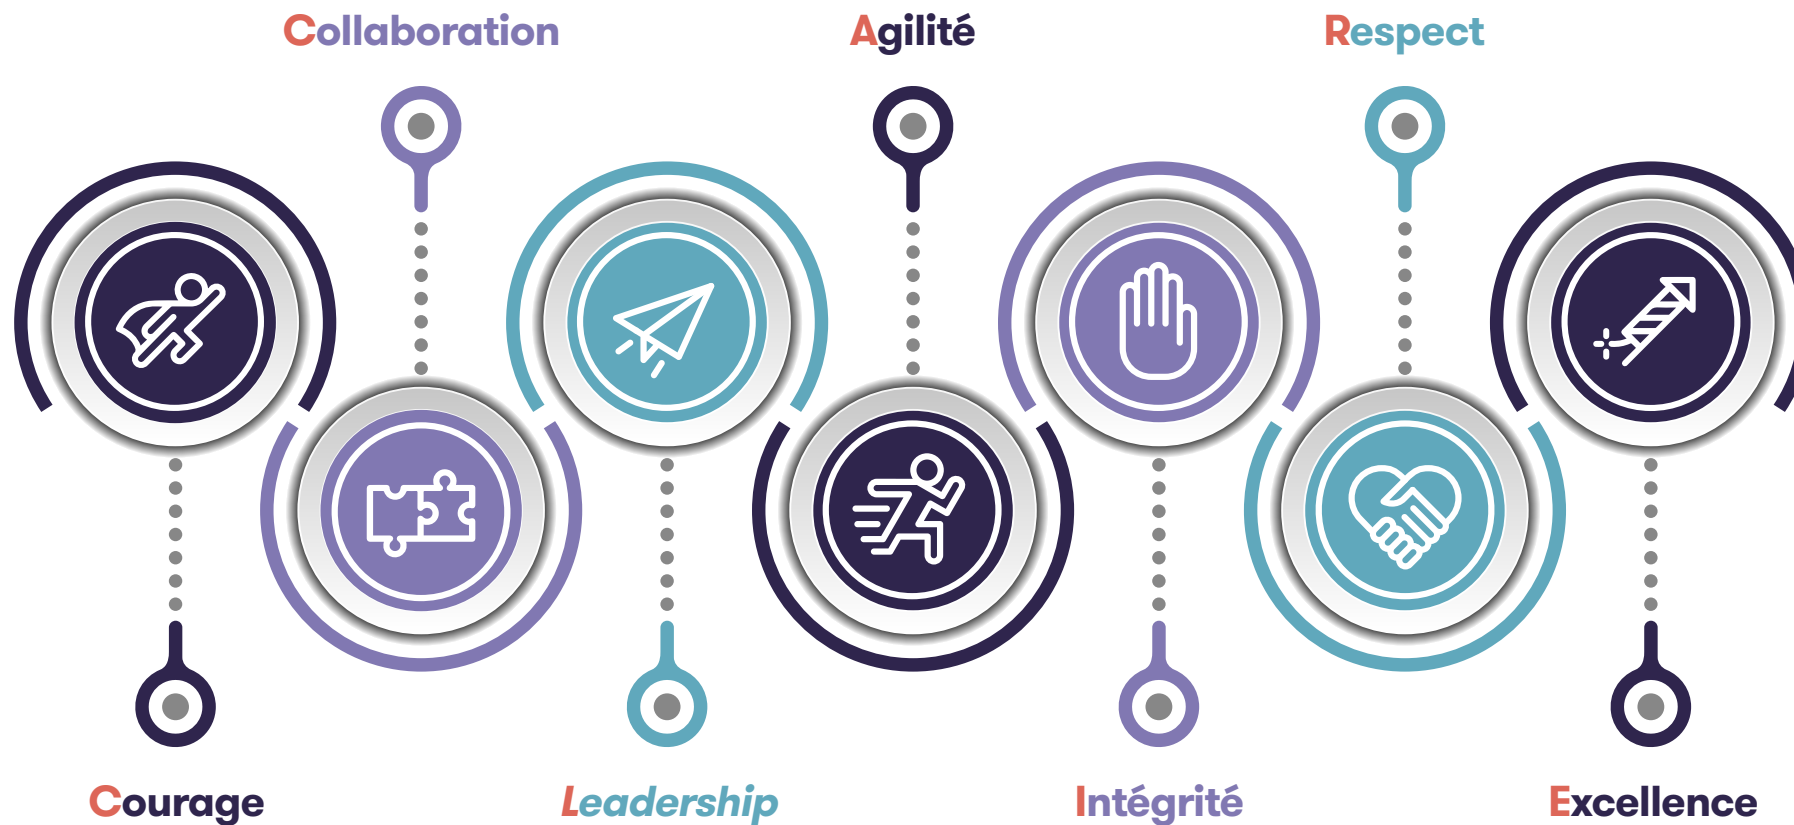 Collaboration
Agilité
Respect
Courage
Leadership
Intégrité
Excellence